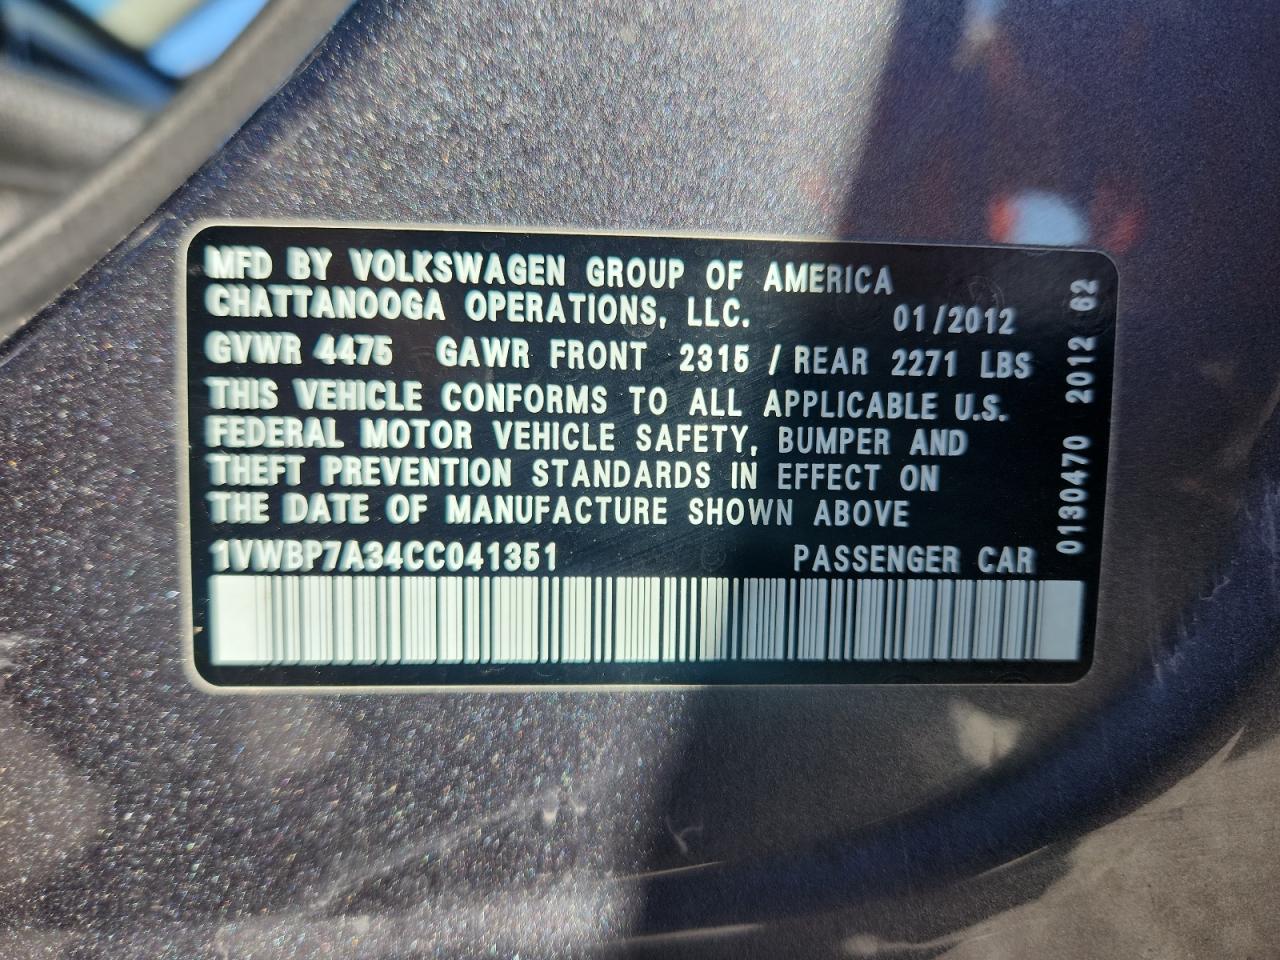 MFD BY VOLKSWAGEN GROUP OF AMERICA
CHATTANOOGA OPERATIONS, LLC. 01/2012
GVWR 4475 GAWR FRONT 2315 / REAR 2271 LBS
THIS VEHICLE CONFORMS TO ALL APPLICABLE U.S.
FEDERAL MOTOR VEHICLE SAFETY, BUMPER AND
THEFT PREVENTION STANDARDS IN EFFECT ON
THE DATE OF MANUFACTURE SHOWN ABOVE
1VWBP7A34CC041351 PASSENGER CAR
0130470 2012 62